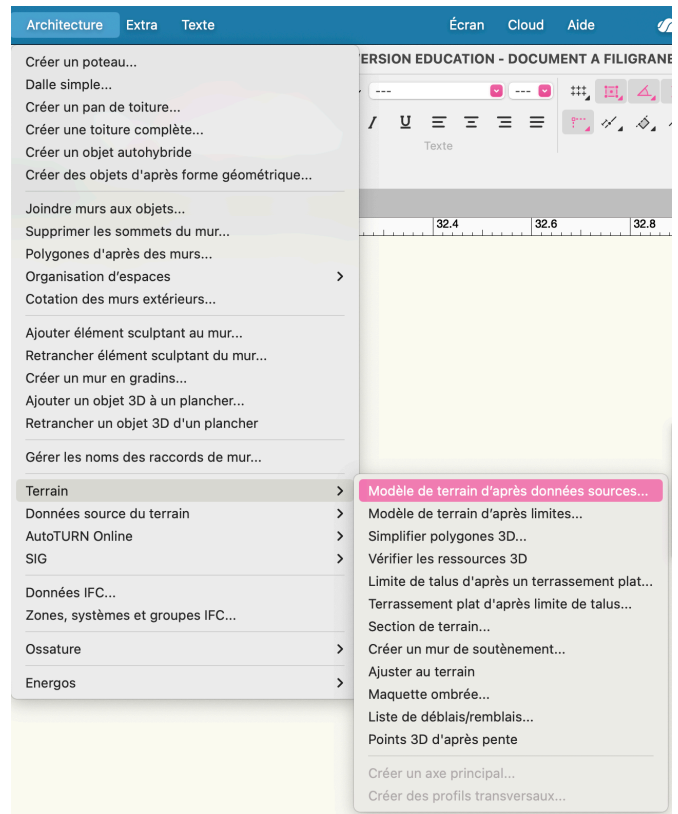 Architecture Extra Texte Écran Cloud Aide
ERSION EDUCATION - DOCUMENT A FILIGRANE
Créer un poteau...
Dalle simple...
Créer un pan de toiture...
Créer une toiture complète...
Créer un objet autohybride
Créer des objets d'après forme géométrique...
--- ---
I U
Texte
Joindre murs aux objets...
Supprimer les sommets du mur...
Polygones d'après des murs...
Organisation d'espaces
Cotation des murs extérieurs...
32.4 32.6 32.8
Ajouter élément sculptant au mur...
Retrancher élément sculptant du mur...
Créer un mur en gradins...
Ajouter un objet 3D à un plancher...
Retrancher un objet 3D d'un plancher
Gérer les noms des raccords de mur...
Terrain
Données source du terrain
AutoTURN Online
SIG
Données IFC...
Zones, systèmes et groupes IFC...
Ossature
Energos
Modèle de terrain d'après données sources...
Modèle de terrain d'après limites...
Simplifier polygones 3D...
Vérifier les ressources 3D
Limite de talus d'après un terrassement plat...
Terrassement plat d'après limite de talus...
Section de terrain...
Créer un mur de soutènement...
Ajuster au terrain
Maquette ombrée...
Liste de déblais/remblais...
Points 3D d'après pente
Créer un axe principal...
Créer des profils transversaux...